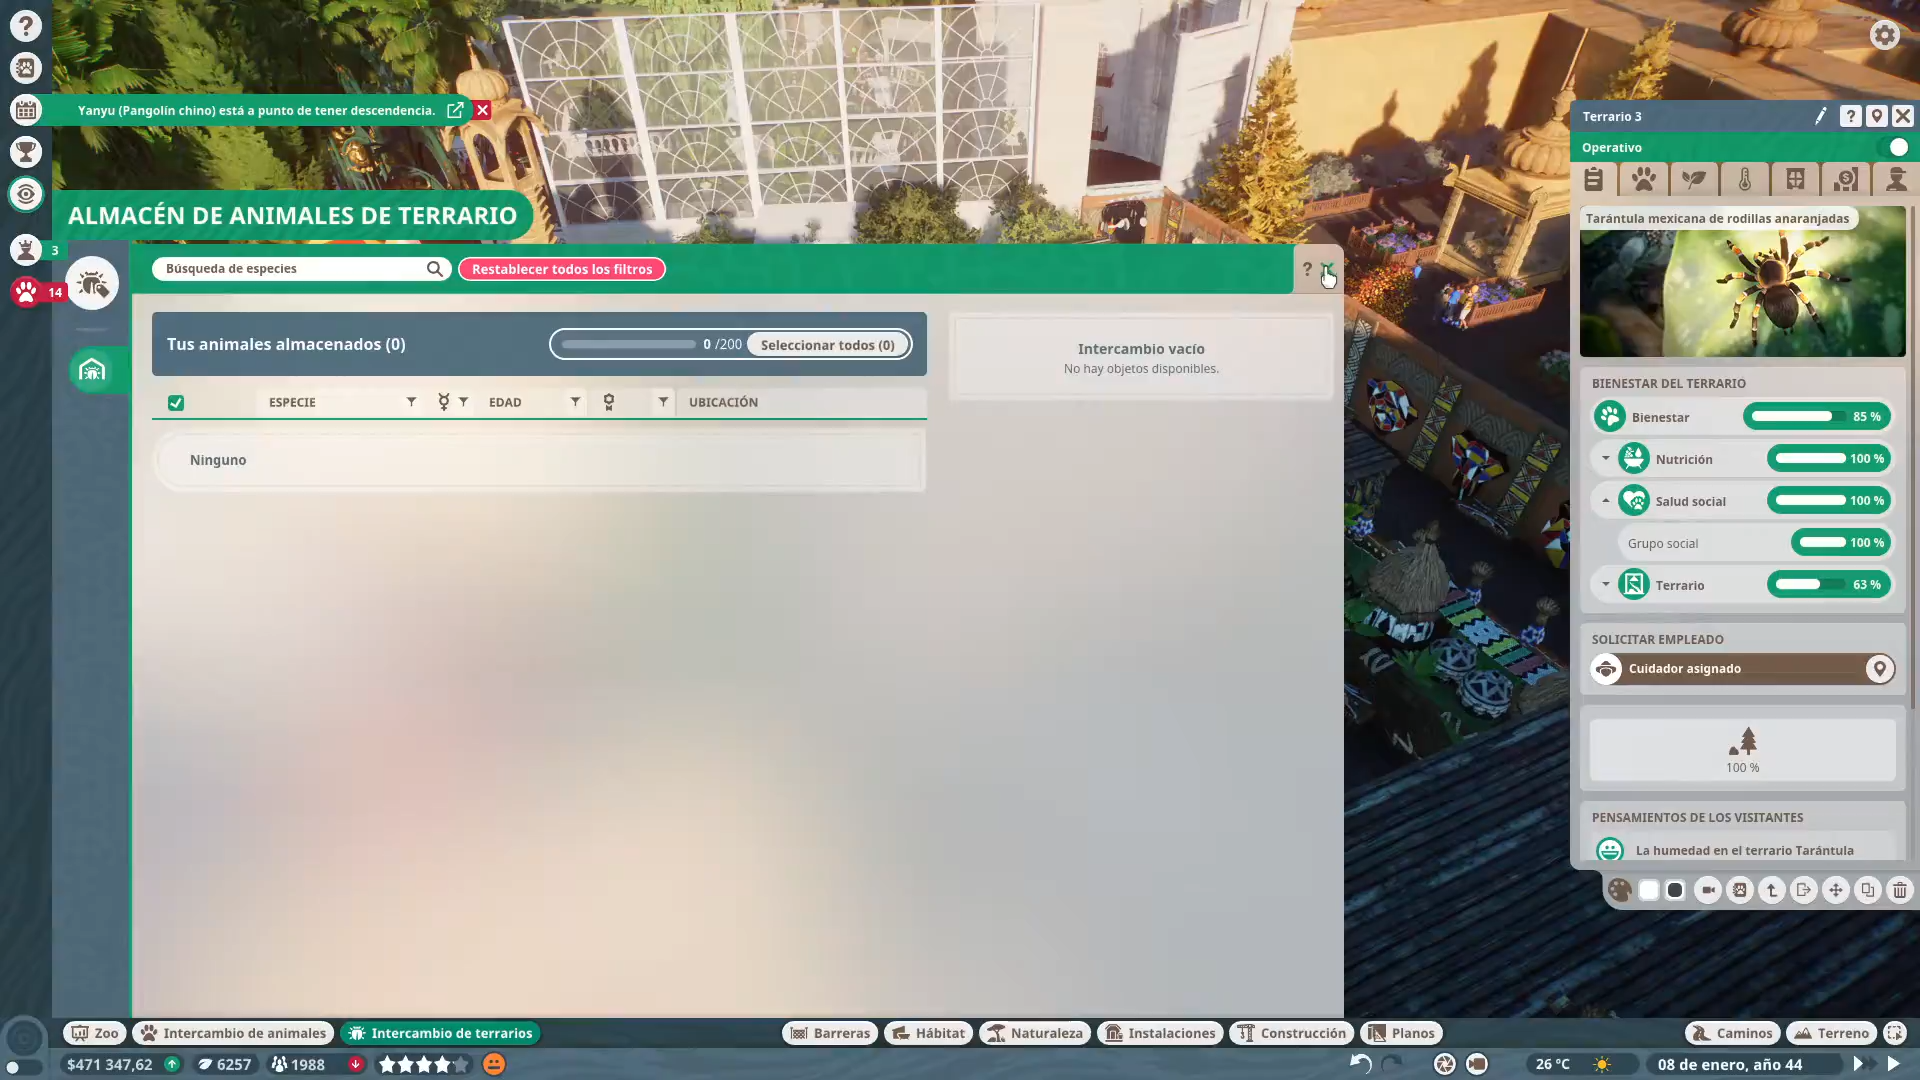 Yanyu (Pangolín chino) está a punto de tener descendencia.
ALMACÉN DE ANIMALES DE TERRARIO
3
14
Búsqueda de especies
Restablecer todos los filtros
?
Tus animales almacenados (0)
0 /200
Seleccionar todos (0)
ESPECIE
EDAD
UBICACIÓN
Ninguno
Intercambio vacío
No hay objetos disponibles.
Terrario 3
?
Operativo
Tarántula mexicana de rodillas anaranjadas
BIENESTAR DEL TERRARIO
Bienestar 85 %
Nutrición 100 %
Salud social 100 %
Grupo social 100 %
Terrario 63 %
SOLICITAR EMPLEADO
Cuidador asignado
100 %
PENSAMIENTOS DE LOS VISITANTES
La humedad en el terrario Tarántula
Zoo
Intercambio de animales
Intercambio de terrarios
Barreras
Hábitat
Naturaleza
Instalaciones
Construcción
Planos
Caminos
Terreno
$471 347,62
6257
1988
26 °C
08 de enero, año 44